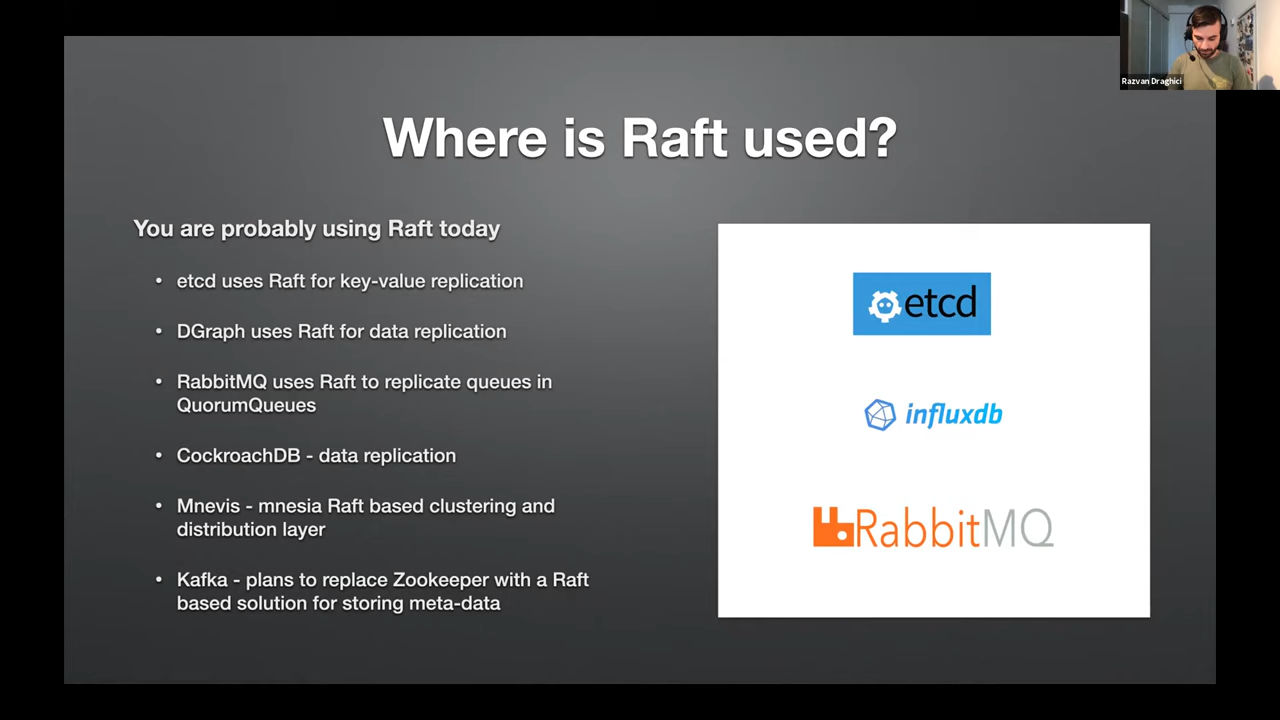 Razvan Draghici
Where is Raft used?
You are probably using Raft today
• etcd uses Raft for key-value replication
• DGraph uses Raft for data replication
• RabbitMQ uses Raft to replicate queues in
QuorumQueues
• CockroachDB - data replication
• Mnevis - mnesia Raft based clustering and
distribution layer
• Kafka - plans to replace Zookeeper with a Raft
based solution for storing meta-data
etcd
influxdb
RabbitMQ